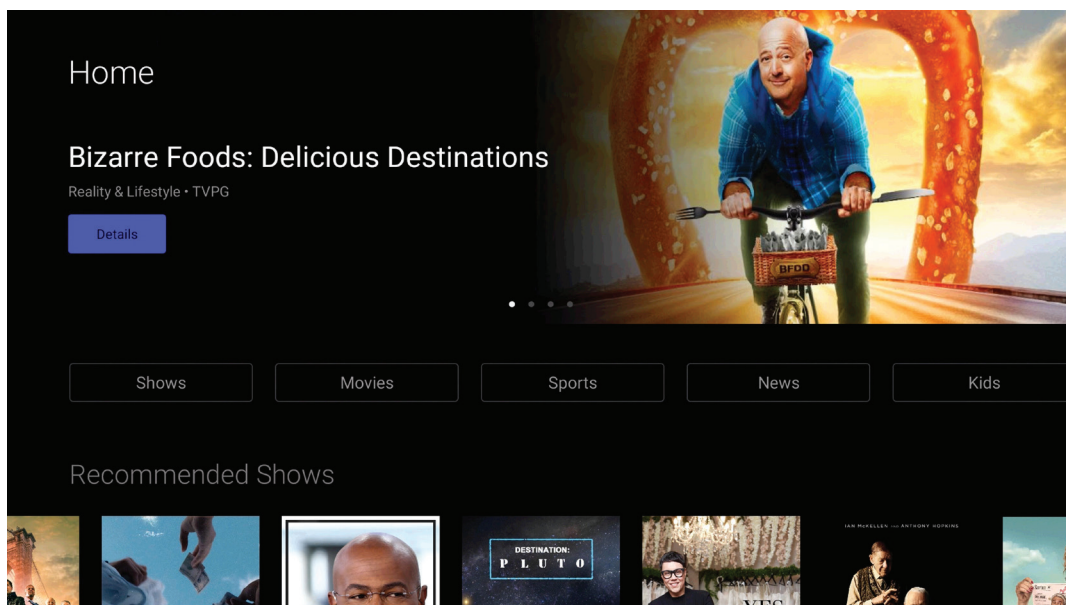 Home
Bizarre Foods: Delicious Destinations
Reality & Lifestyle • TVPG
Details
BFDD
Shows
Movies
Sports
News
Kids
Recommended Shows
DESTINATION:
PLUTO
YES
IAN McKELLEN AND ANTHONY HOPKINS